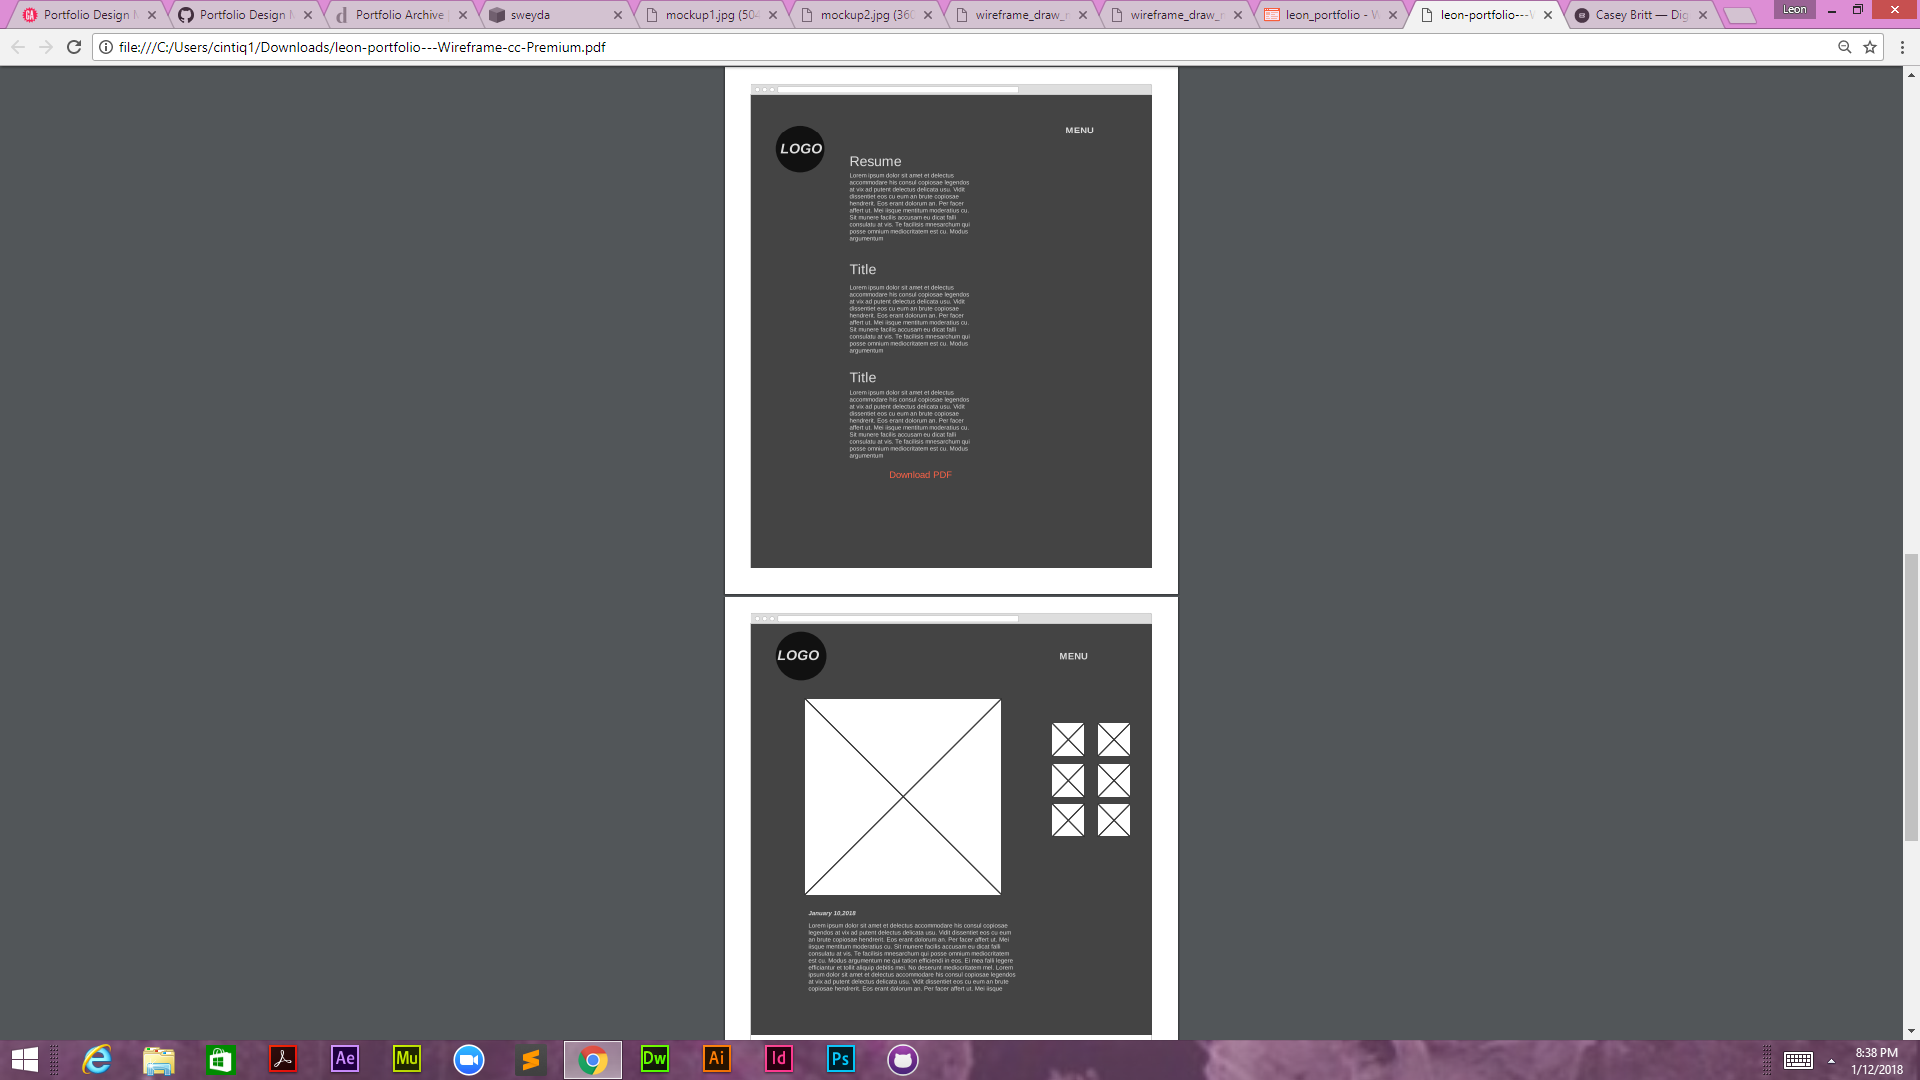 Portfolio Design M
Portfolio Design M
Portfolio Archive
sweyda
mockup1.jpg (504
mockup2.jpg (360
wireframe_draw_r
wireframe_draw_r
leon_portfolio - W
leon-portfolio---W
Casey Britt — Dig
Leon
file:///C:/Users/cintiq1/Downloads/leon-portfolio---Wireframe-cc-Premium.pdf
LOGO
MENU
Resume
Lorem ipsum dolor sit amet et delectus
accommodare his consul copiosae legendos
at vix ad putent delectus delicata usu. Vidit
dissentiet eos cu eum an brute copiosae
hendrerit. Eos erant dolorum an. Per facer
affert ut. Mei iisque mentitum moderatius cu.
Sit munere facilis accusam eu dicat falli
consulatu at vis. Te facilisis mnesarchum qui
posse omnium mediocritatem est cu. Modus
argumentum
Title
Lorem ipsum dolor sit amet et delectus
accommodare his consul copiosae legendos
at vix ad putent delectus delicata usu. Vidit
dissentiet eos cu eum an brute copiosae
hendrerit. Eos erant dolorum an. Per facer
affert ut. Mei iisque mentitum moderatius cu.
Sit munere facilis accusam eu dicat falli
consulatu at vis. Te facilisis mnesarchum qui
posse omnium mediocritatem est cu. Modus
argumentum
Title
Lorem ipsum dolor sit amet et delectus
accommodare his consul copiosae legendos
at vix ad putent delectus delicata usu. Vidit
dissentiet eos cu eum an brute copiosae
hendrerit. Eos erant dolorum an. Per facer
affert ut. Mei iisque mentitum moderatius cu.
Sit munere facilis accusam eu dicat falli
consulatu at vis. Te facilisis mnesarchum qui
posse omnium mediocritatem est cu. Modus
argumentum
Download PDF
LOGO
MENU
January 10,2018
Lorem ipsum dolor sit amet et delectus accommodare his consul copiosae
legendos at vix ad putent delectus delicata usu. Vidit dissentiet eos cu eum
an brute copiosae hendrerit. Eos erant dolorum an. Per facer affert ut. Mei
iisque mentitum moderatius cu. Sit munere facilis accusam eu dicat falli
consulatu at vis. Te facilisis mnesarchum qui posse omnium mediocritatem
est cu. Modus argumentum ne qui tation efficiendi in eos. Ei mea falli legere
efficiantur et tollit aliquip debitis mei. No deserunt mediocritatem mel. Lorem
ipsum dolor sit amet et delectus accommodare his consul copiosae legendos
at vix ad putent delectus delicata usu. Vidit dissentiet eos cu eum an brute
copiosae hendrerit. Eos erant dolorum an. Per facer affert ut. Mei iisque
Ae
Mu
Dw
Ai
Id
Ps
8:38 PM
1/12/2018